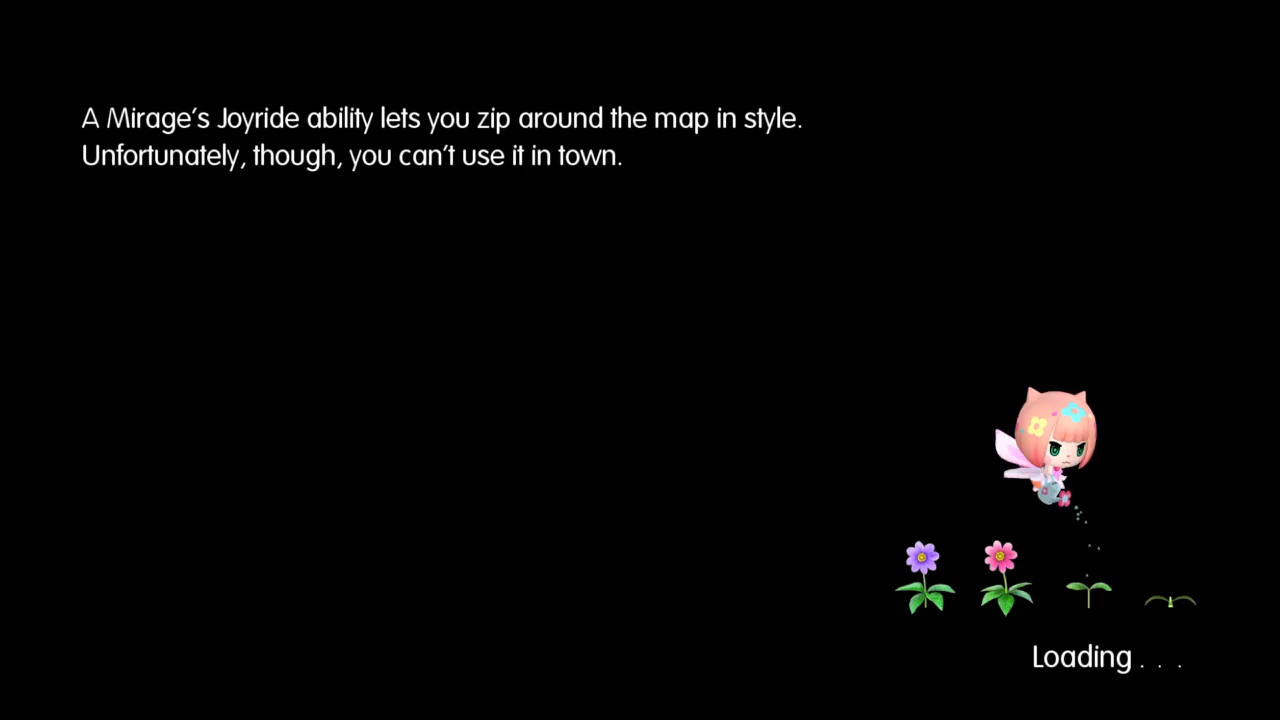 A Mirage's Joyride ability lets you zip around the map in style.
Unfortunately, though, you can't use it in town.
Loading . . .